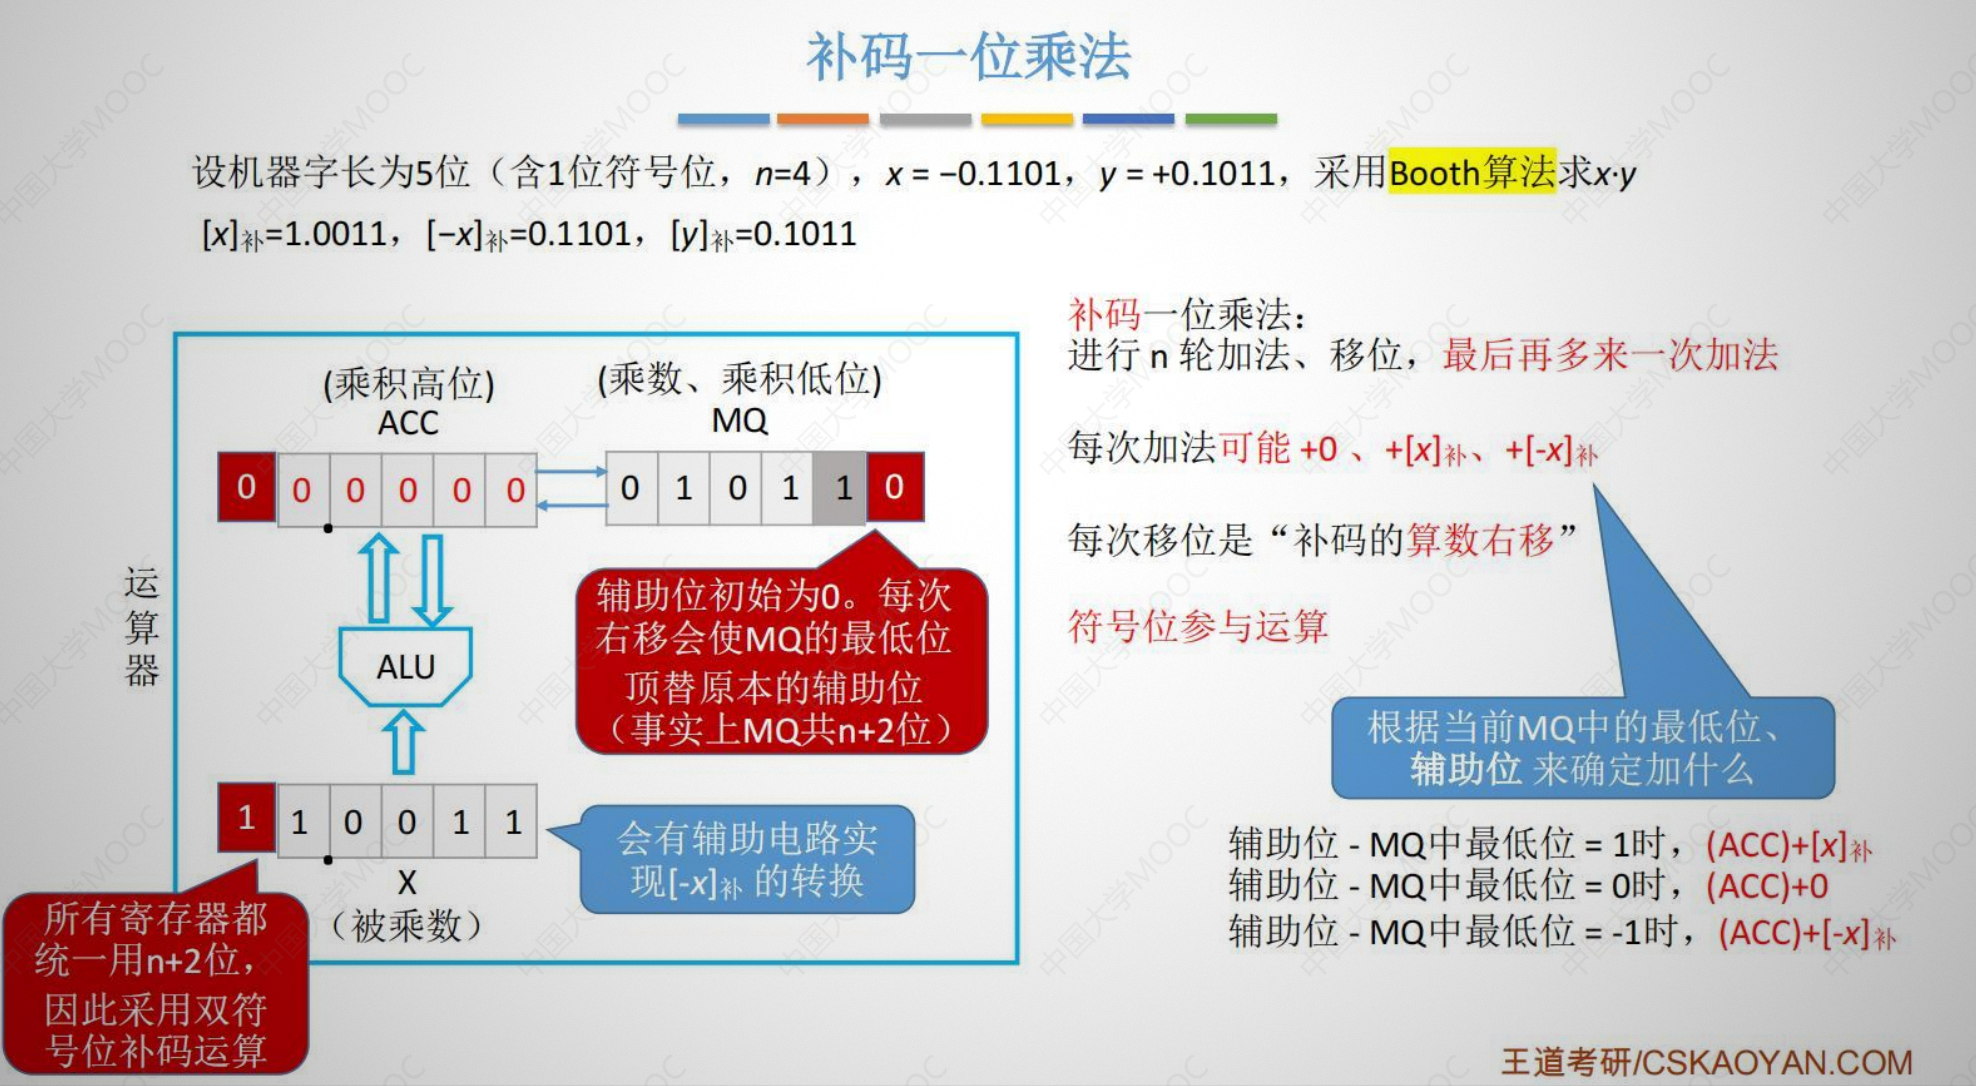 补码一位乘法
设机器字长为5位（含1位符号位，n=4），x = −0.1101，y = +0.1011，采用Booth算法求x·y
[x]补=1.0011，[−x]补=0.1101，[y]补=0.1011
运算器
(乘积高位)
ACC
(乘数、乘积低位)
MQ
0 0 0 0 0 0
0 1 0 1 1 0
ALU
辅助位初始为0。每次
右移会使MQ的最低位
顶替原本的辅助位
（事实上MQ共n+2位）
1 1 0 0 1 1
X
（被乘数）
会有辅助电路实
现[-x]补 的转换
所有寄存器都
统一用n+2位，
因此采用双符
号位补码运算
补码一位乘法：
进行 n 轮加法、移位，最后再多来一次加法
每次加法可能 +0 、+[x]补、+[-x]补
每次移位是“补码的算数右移”
符号位参与运算
根据当前MQ中的最低位、
辅助位 来确定加什么
辅助位 - MQ中最低位 = 1时，(ACC)+[x]补
辅助位 - MQ中最低位 = 0时，(ACC)+0
辅助位 - MQ中最低位 = -1时，(ACC)+[-x]补
王道考研/CSKAOYAN.COM
中国大学MOOC